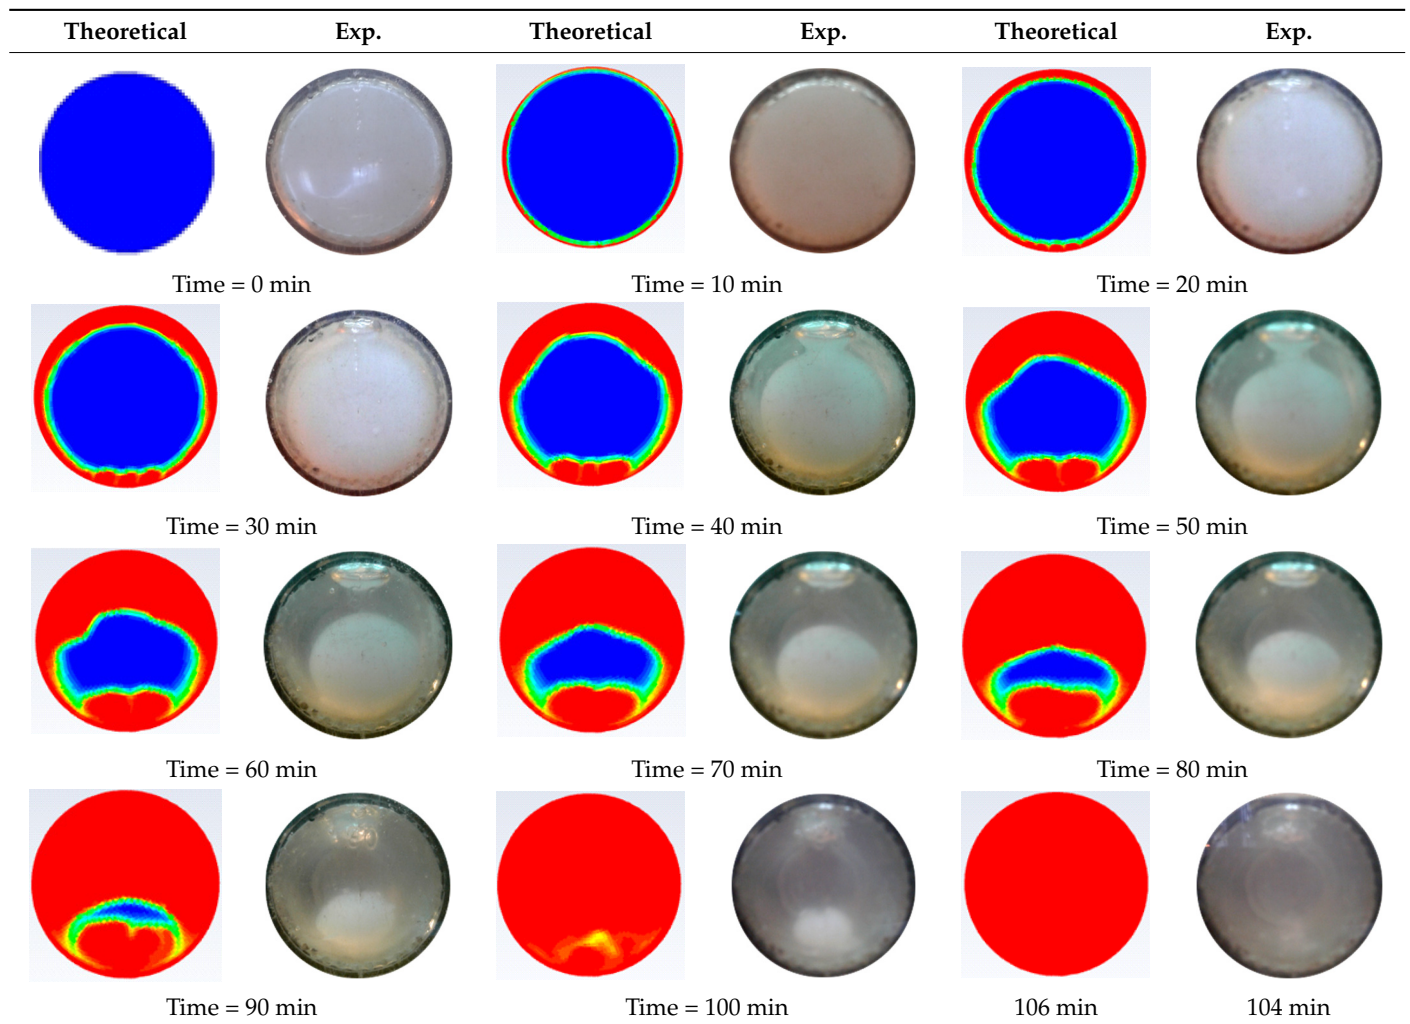 Theoretical Exp. Theoretical Exp. Theoretical Exp.
Time = 0 min Time = 10 min Time = 20 min
Time = 30 min Time = 40 min Time = 50 min
Time = 60 min Time = 70 min Time = 80 min
Time = 90 min Time = 100 min 106 min 104 min